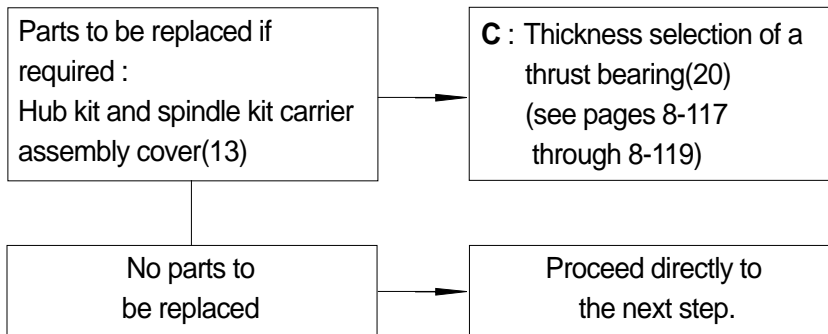 Parts to be replaced if
required :
Hub kit and spindle kit carrier
assembly cover(13)
C : Thickness selection of a
thrust bearing(20)
(see pages 8-117
through 8-119)
No parts to
be replaced
Proceed directly to
the next step.